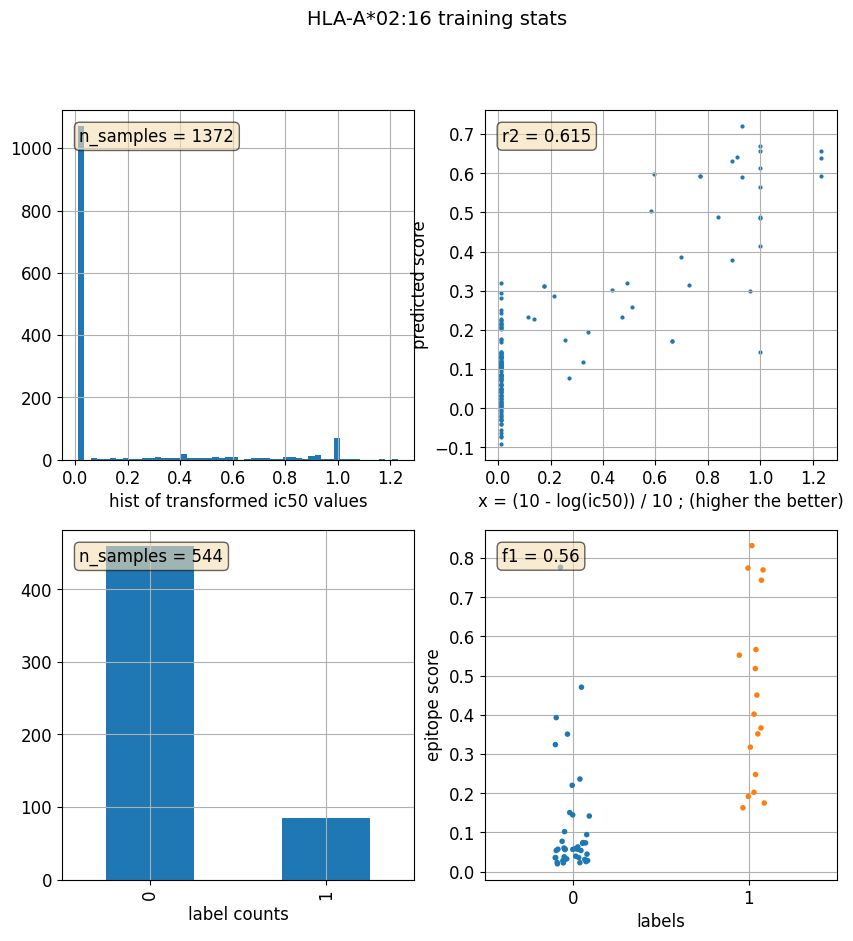 HLA-A*02:16 training stats
n_samples = 1372
1000
800
600
400
200
0
0.0 0.2 0.4 0.6 0.8 1.0 1.2
hist of transformed ic50 values
r2 = 0.615
predicted score
0.7
0.6
0.5
0.4
0.3
0.2
0.1
0.0
−0.1
0.0 0.2 0.4 0.6 0.8 1.0 1.2
x = (10 - log(ic50)) / 10 ; (higher the better)
n_samples = 544
400
300
200
100
0
0 1
label counts
f1 = 0.56
epitope score
0.8
0.7
0.6
0.5
0.4
0.3
0.2
0.1
0.0
0 1
labels